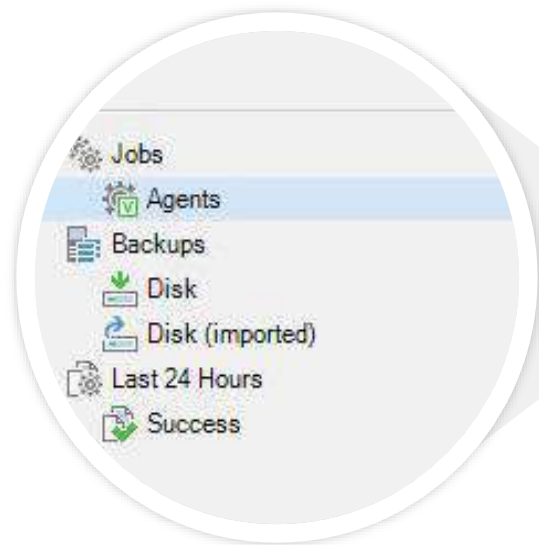 Jobs
Agents
Backups
Disk
Disk (imported)
Last 24 Hours
Success